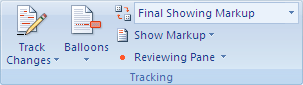 Final Showing Markup
Track Changes
Balloons
Show Markup
Reviewing Pane
Tracking